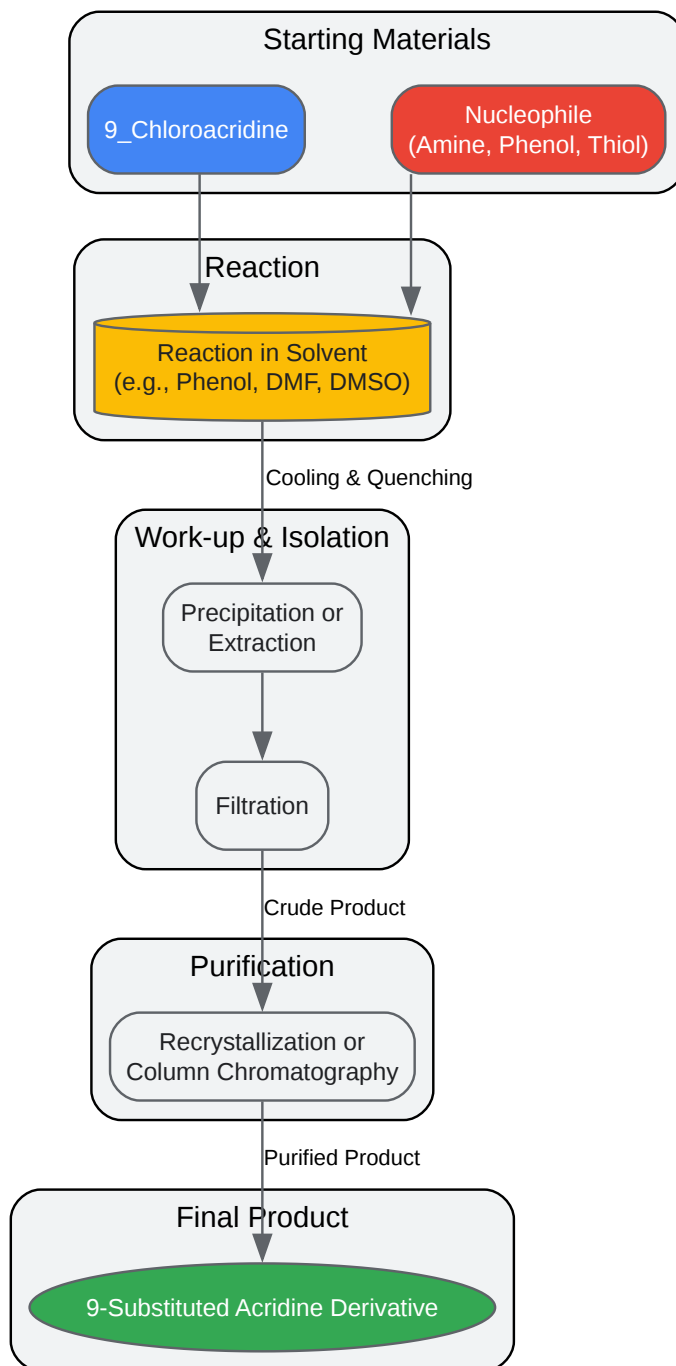 Starting Materials
9_Chloroacridine
Nucleophile
(Amine, Phenol, Thiol)
Reaction
Reaction in Solvent
(e.g., Phenol, DMF, DMSO)
Cooling & Quenching
Work-up & Isolation
Precipitation or
Extraction
Filtration
Crude Product
Purification
Recrystallization or
Column Chromatography
Purified Product
Final Product
9-Substituted Acridine Derivative